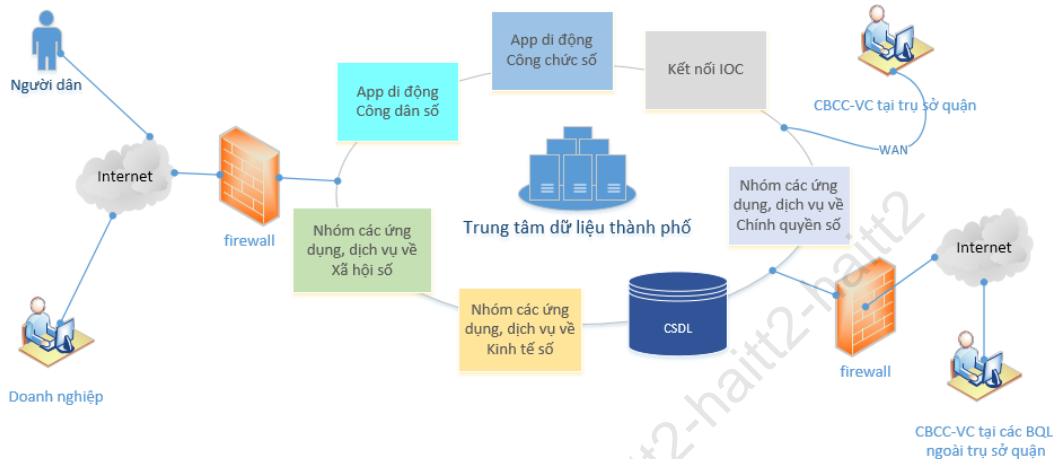 Người dân
Internet
Doanh nghiệp
firewall
App di động
Công dân số
App di động
Công chức số
Kết nối IOC
CBCC-VC tại trụ sở quận
WAN
Nhóm các ứng
dụng, dịch vụ về
Xã hội số
Trung tâm dữ liệu thành phố
Nhóm các ứng
dụng, dịch vụ về
Chính quyền số
Nhóm các ứng
dụng, dịch vụ về
Kinh tế số
CSDL
firewall
Internet
CBCC-VC tại các BQL
ngoài trụ sở quận
haitt2-haitt2